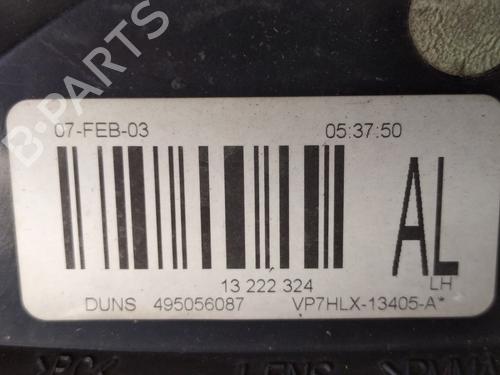 07-FEB-03 05:37:50
B-PARTS
AL
13 222 324
LH
DUNS 495056087 VP7HLX-13405-A*